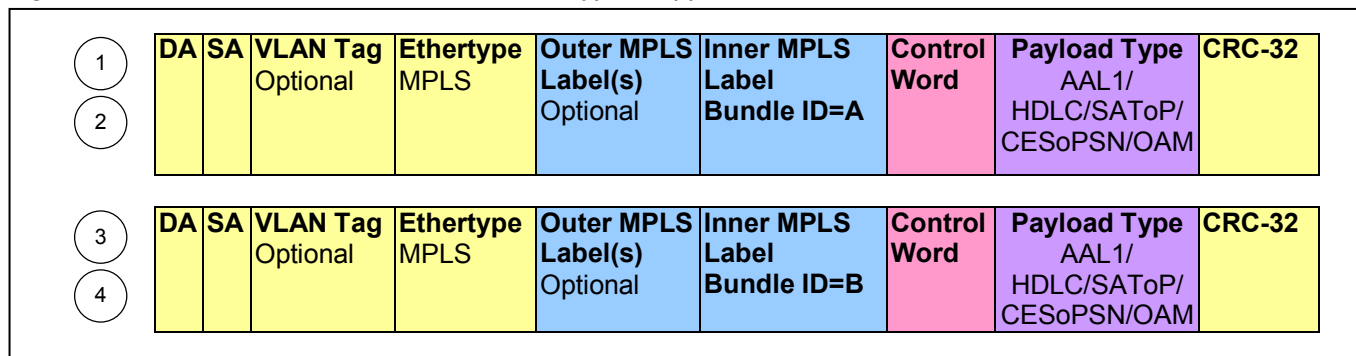 1
2
DA SA VLAN Tag Ethertype Outer MPLS Inner MPLS Control Payload Type CRC-32
Optional MPLS Label(s) Label Word AAL1/
Optional Bundle ID=A HDLC/SAToP/
CESoPSN/OAM
3
4
DA SA VLAN Tag Ethertype Outer MPLS Inner MPLS Control Payload Type CRC-32
Optional MPLS Label(s) Label Word AAL1/
Optional Bundle ID=B HDLC/SAToP/
CESoPSN/OAM